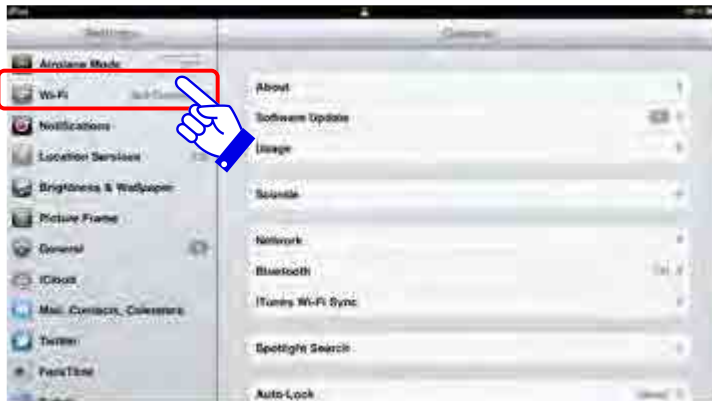 Settings
General
Airplane Mode
Wi-Fi
Notifications
Location Services
Brightness & Wallpaper
Picture Frame
General
iCloud
Mail, Contacts, Calendars
Twitter
FaceTime
About
Software Update
Usage
Sounds
Network
Bluetooth
On
iTunes Wi-Fi Sync
Spotlight Search
Auto-Lock